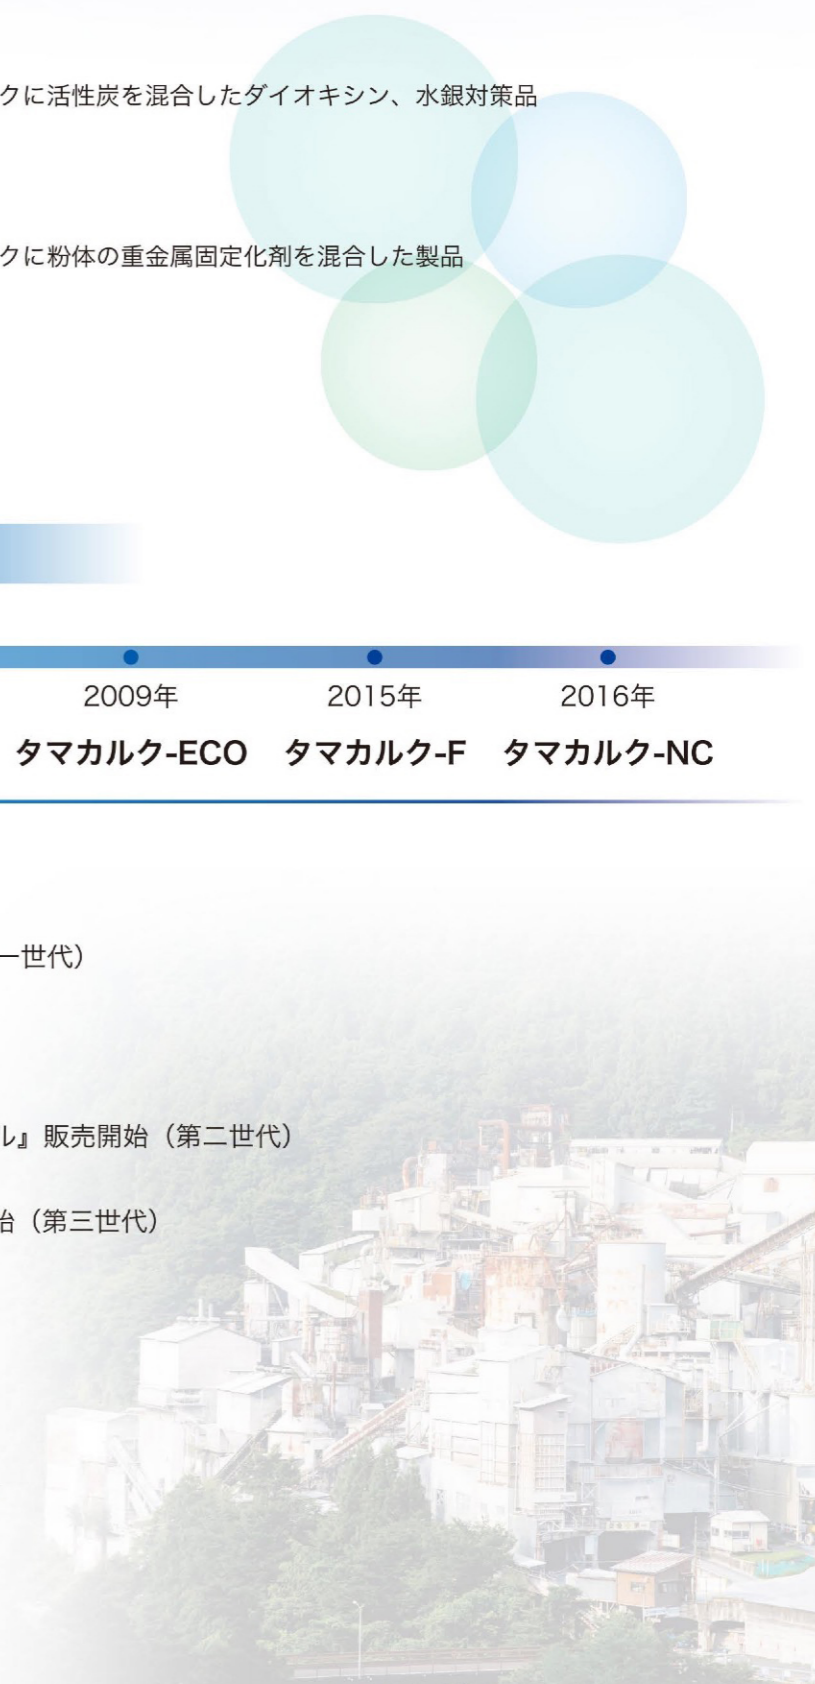 クに活性炭を混合したダイオキシン、水銀対策品
クに粉体の重金属固定化剤を混合した製品
2009年 2015年 2016年
タマカルク-ECO タマカルク-F タマカルク-NC
一世代)
ル』販売開始(第二世代)
始(第三世代)